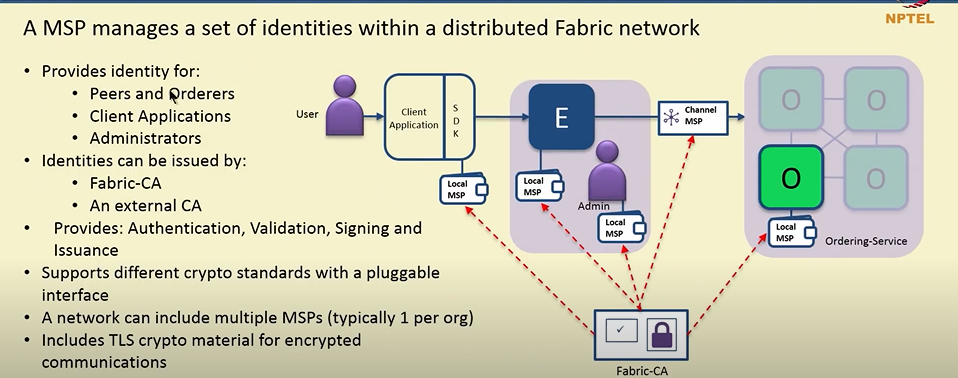 NPTEL
A MSP manages a set of identities within a distributed Fabric network
• Provides identity for:
• Peers and Orderers
• Client Applications
• Administrators
• Identities can be issued by:
• Fabric-CA
• An external CA
• Provides: Authentication, Validation, Signing and
Issuance
• Supports different crypto standards with a pluggable
interface
• A network can include multiple MSPs (typically 1 per org)
• Includes TLS crypto material for encrypted
communications
User
Client
Application
S
D
K
Local
MSP
E
Local
MSP
Admin
Local
MSP
Channel
MSP
O
O
O
O
Local
MSP
Ordering-Service
Fabric-CA